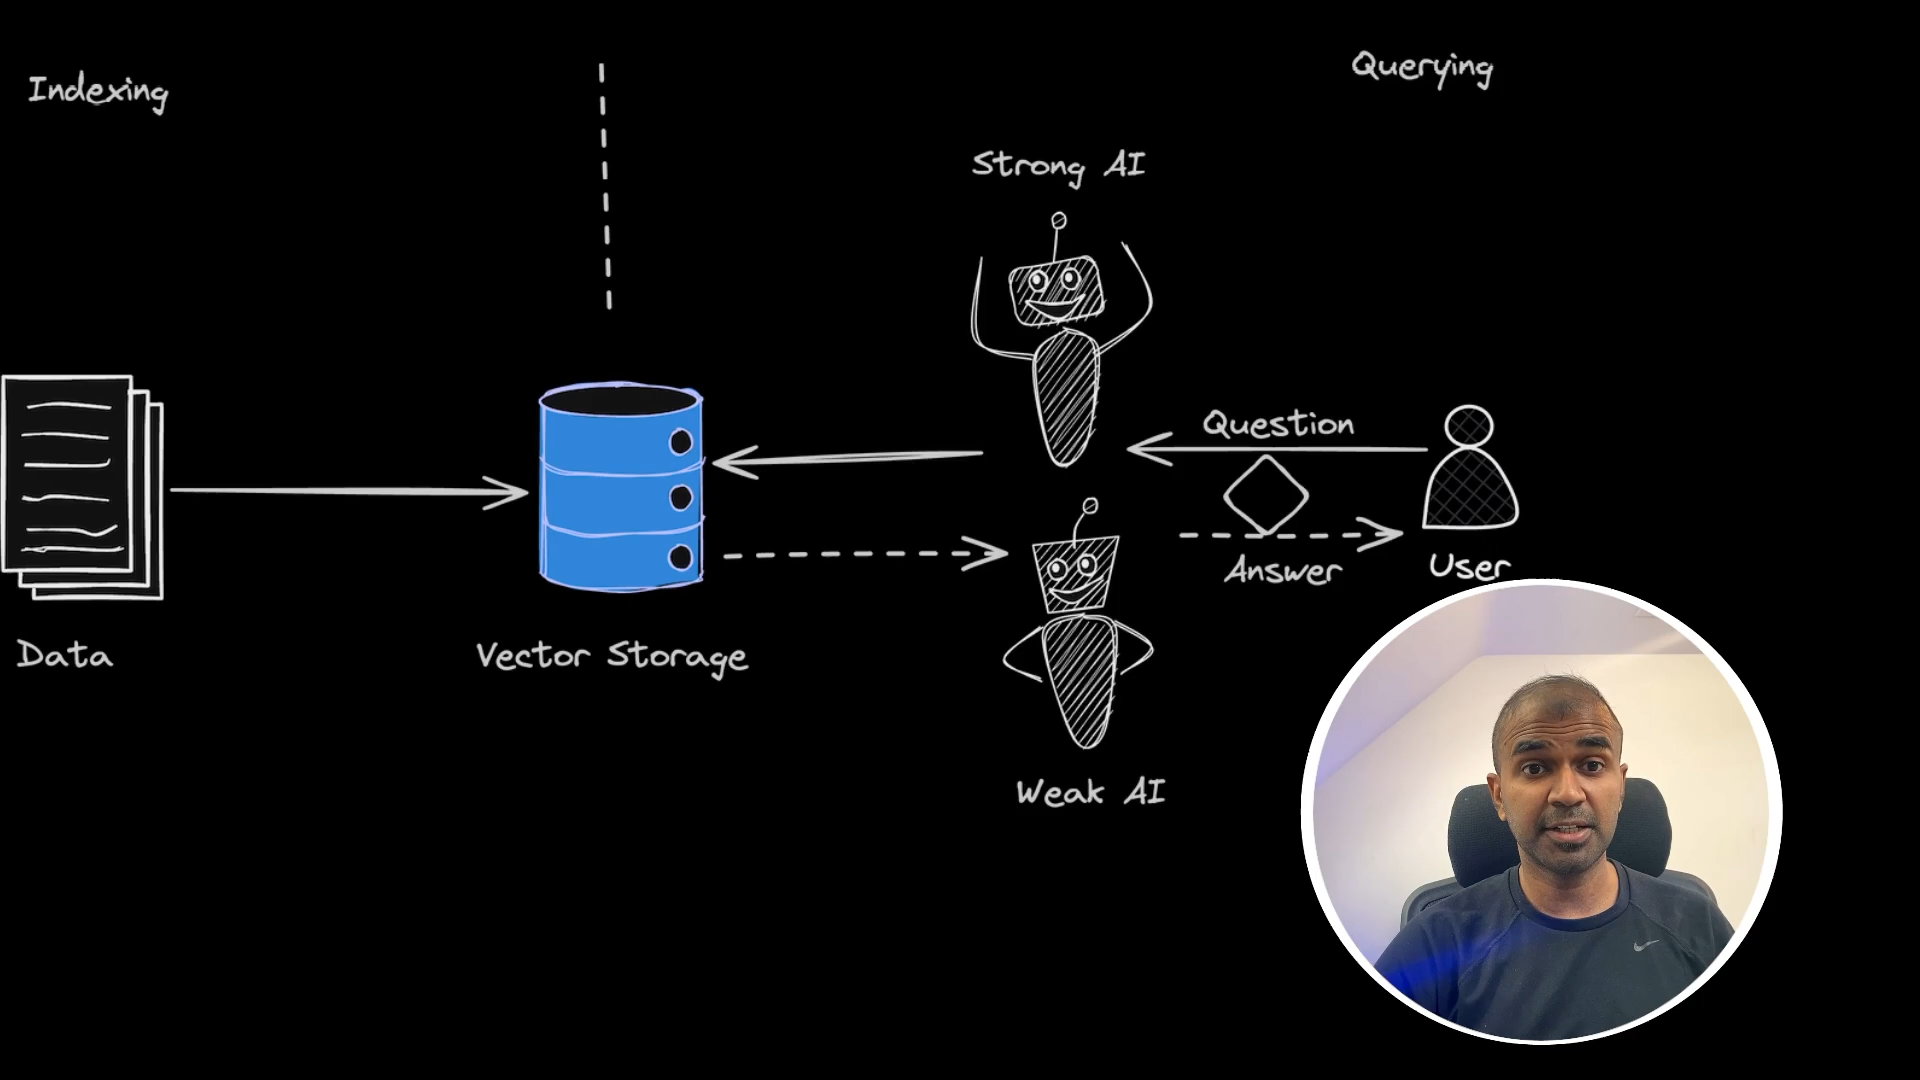 Indexing
Querying
Strong AI
Question
Answer
User
Data
Vector Storage
Weak AI